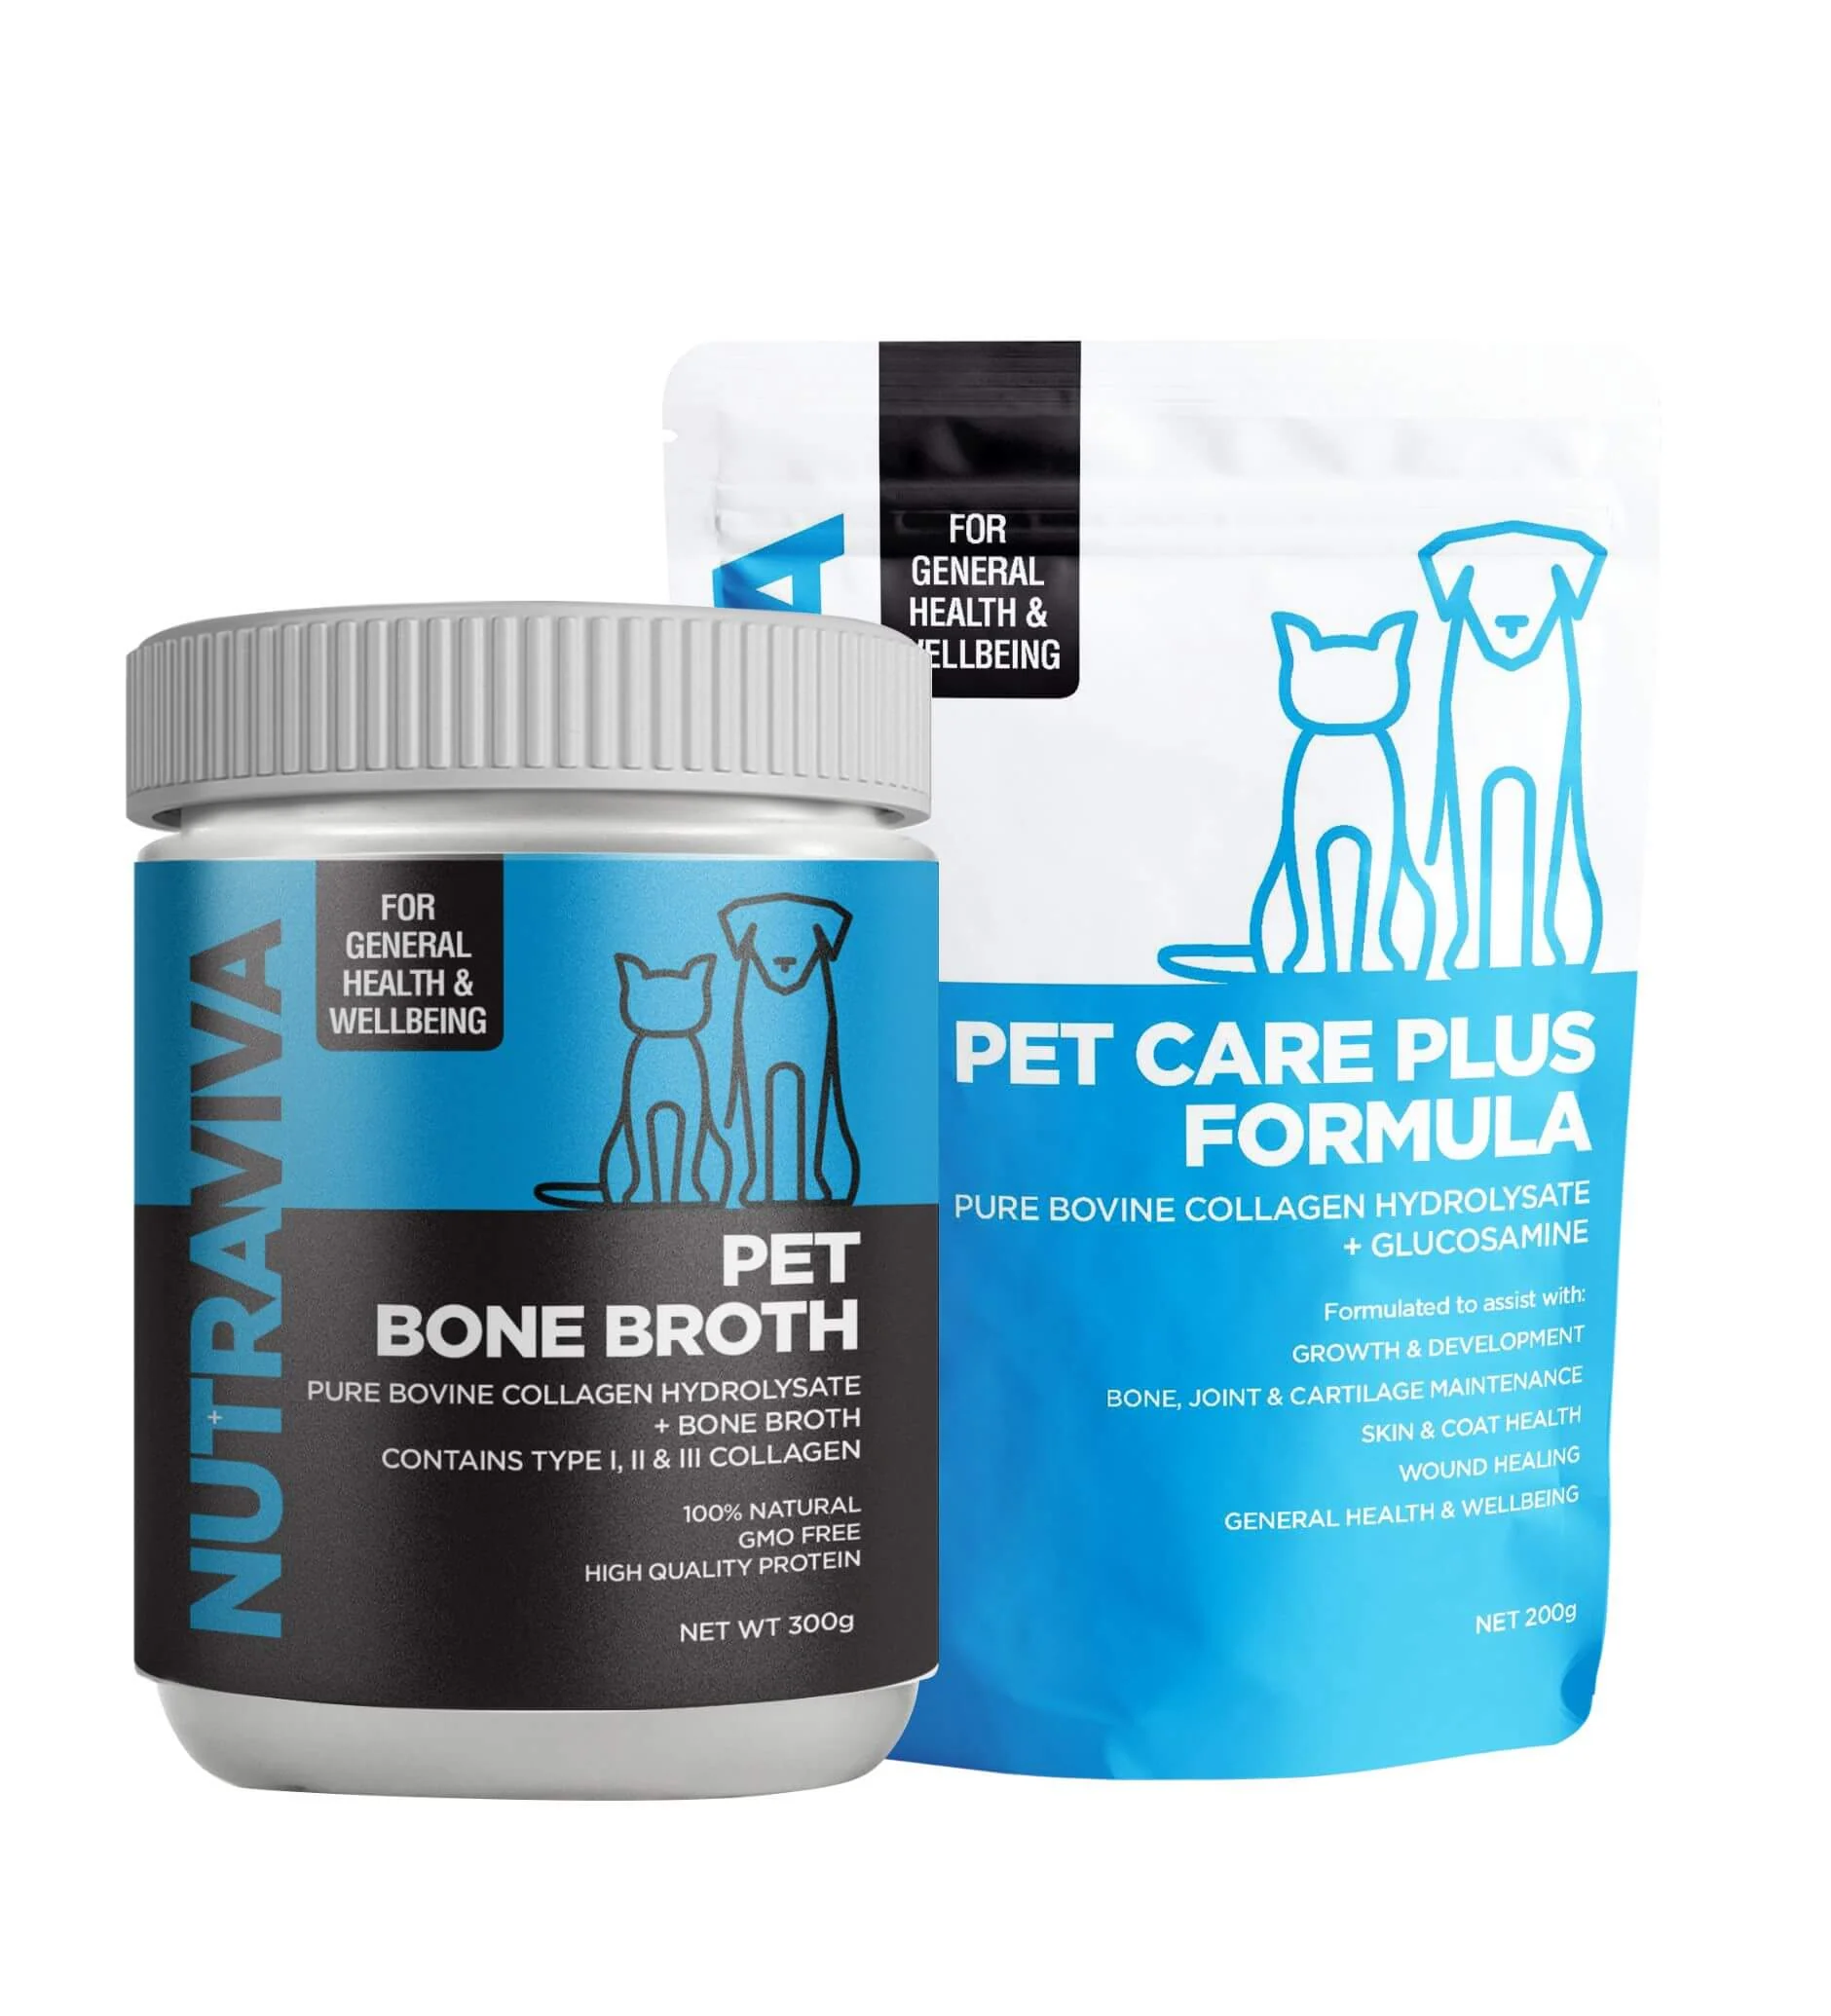 NUTRAVIVA
FOR
GENERAL
HEALTH &
WELLBEING
PET
BONE BROTH
PURE BOVINE COLLAGEN HYDROLYSATE
+ BONE BROTH
CONTAINS TYPE I, II & III COLLAGEN
100% NATURAL
GMO FREE
HIGH QUALITY PROTEIN
NET WT 300g
A
FOR
GENERAL
HEALTH &
ELLBEING
PET CARE PLUS
FORMULA
PURE BOVINE COLLAGEN HYDROLYSATE
+ GLUCOSAMINE
Formulated to assist with:
GROWTH & DEVELOPMENT
BONE, JOINT & CARTILAGE MAINTENANCE
SKIN & COAT HEALTH
WOUND HEALING
GENERAL HEALTH & WELLBEING
NET 200g